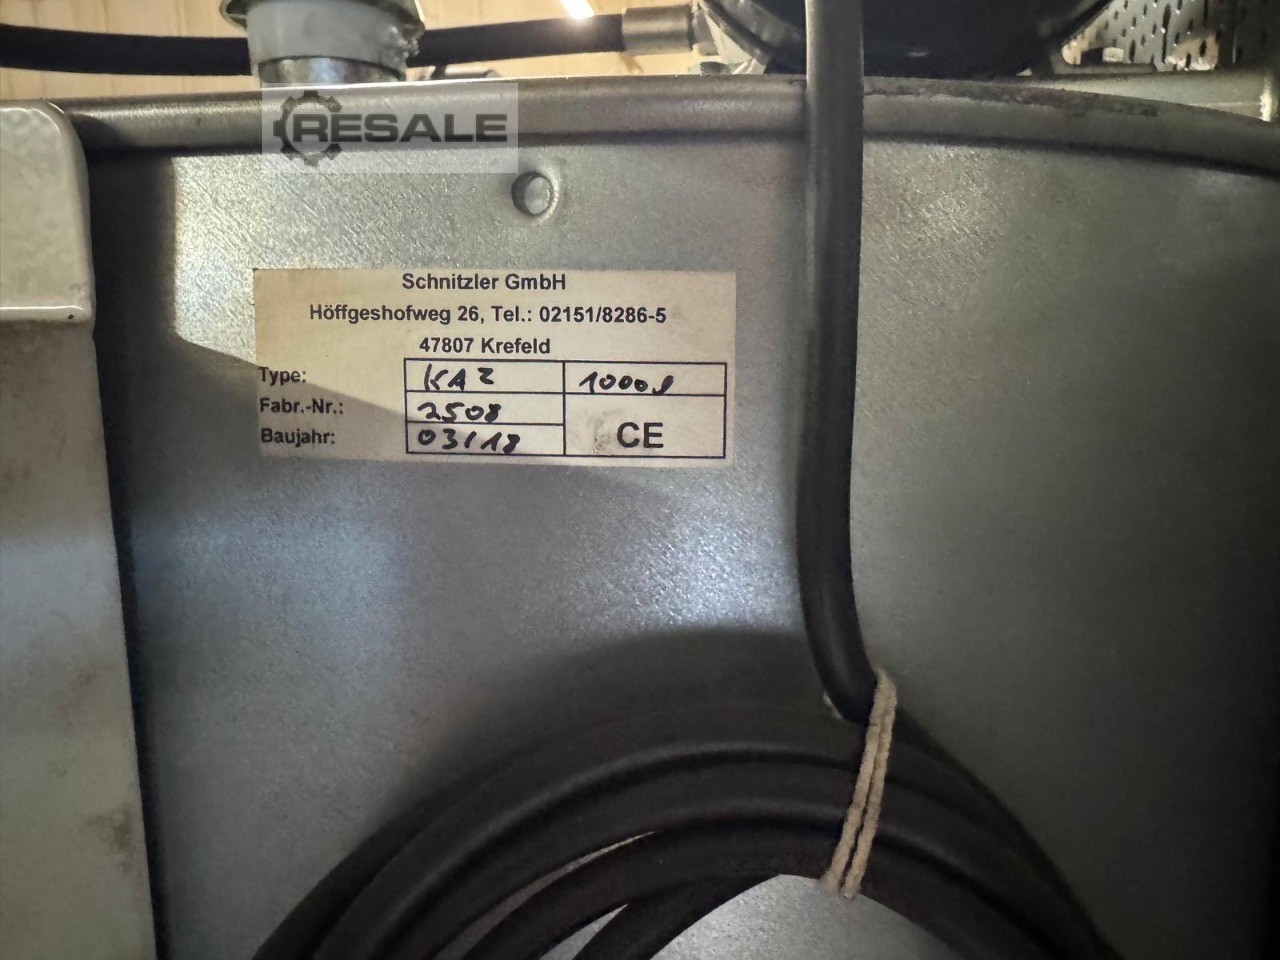 RESALE
Schnitzler GmbH
Höffgeshofweg 26, Tel.: 02151/8286-5
47807 Krefeld
Type: KAZ 1000l
Fabr.-Nr.: 2508
Baujahr: 03/18 CE